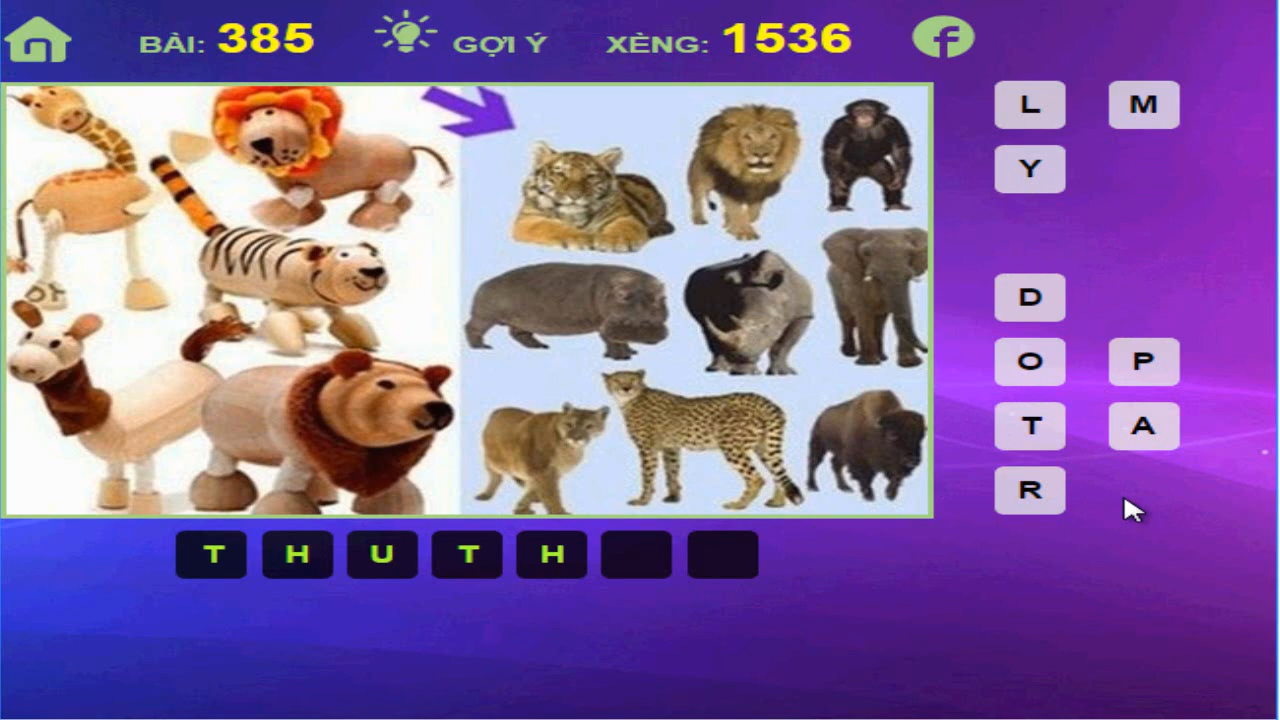 BÀI: 385 GỢI Ý XÈNG: 1536 f
L M
Y
D
O P
T A
R
T H U T H